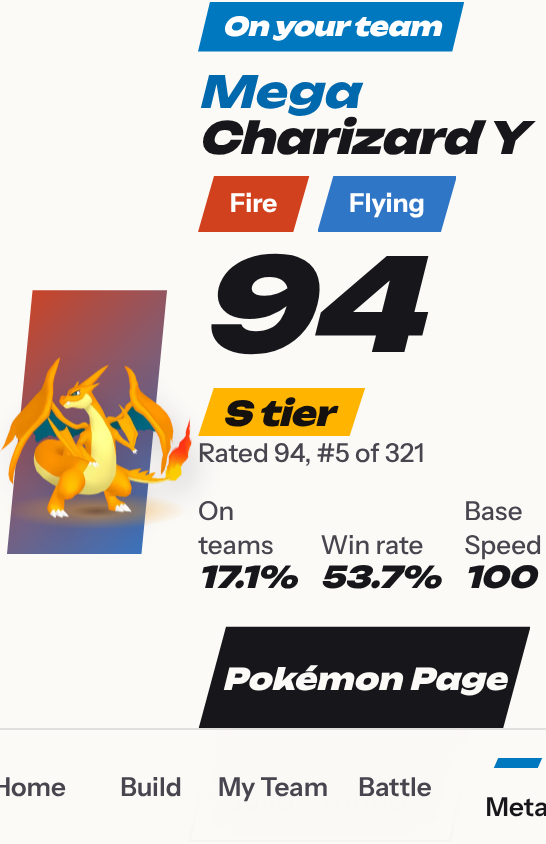 On your team
Mega
Charizard Y
Fire
Flying
94
S tier
Rated 94, #5 of 321
On teams
17.1%
Win rate
53.7%
Base Speed
100
Pokémon Page
Home
Build
My Team
Battle
Meta